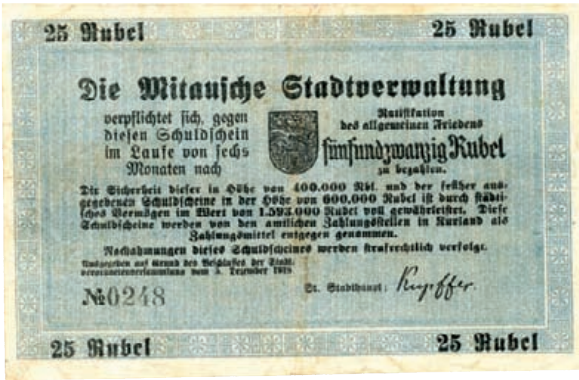 25 Rubel 25 Rubel
Die Mitausche Stadtverwaltung
verpflichtet sich, gegen
diesen Schuldschein
im Laufe von sechs
Monaten nach
Ratifikation
des allgemeinen Friedens
fünfundzwanzig Rubel
zu bezahlen.
Die Sicherheit dieser in Höhe von 400.000 Rbl. und der früher aus-
gegebenen Schuldscheine in der Höhe von 600.000 Rubel ist durch städti-
sches Vermögen im Wert von 1.593.000 Rubel voll gewährleistet. Diese
Schuldscheine werden von den amtlichen Zahlungsstellen in Kurland als
Zahlungsmittel entgegen genommen.
Nachahmungen dieses Schuldscheines werden strafrechtlich verfolgt.
Ausgegeben auf Grund des Beschlusses der Stadt-
verordnetenversammlung vom 5. Dezember 1918
№0248
St. Stadthaupt: Kupffer.
25 Rubel 25 Rubel